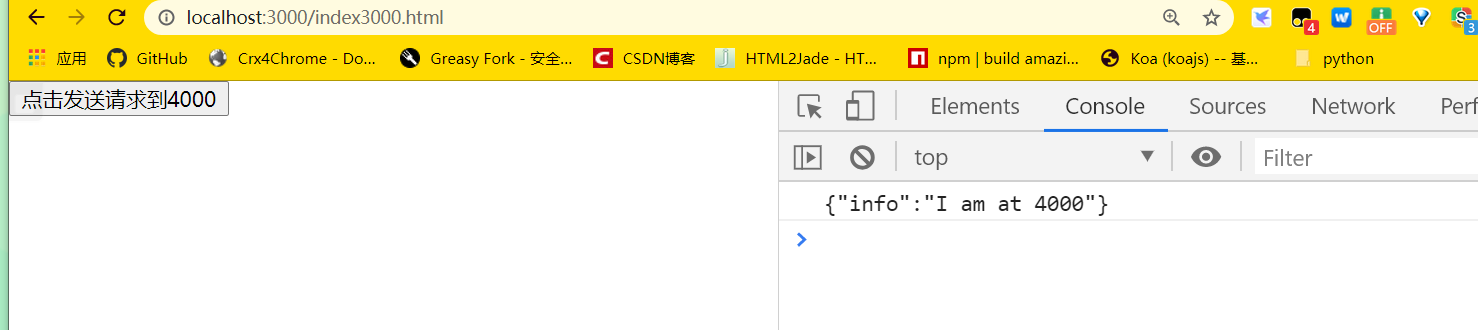 localhost:3000/index3000.html
4
W
OFF
S
3
应用 GitHub Crx4Chrome - Do... Greasy Fork - 安全... C CSDN博客 HTML2Jade - HT... n npm | build amazi... Koa (koajs) -- 基... python
点击发送请求到4000
Elements Console Sources Network Perf
top Filter
{"info":"I am at 4000"}